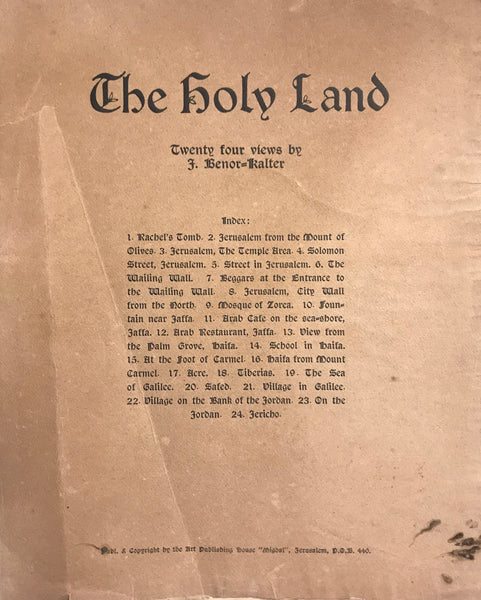 The Holy Land
Twenty four views by
J. Benor=Kalter
Index:
1. Rachel's Tomb. 2. Jerusalem from the Mount of
Olives. 3. Jerusalem, The Temple Area. 4. Solomon
Street, Jerusalem. 5. Street in Jerusalem. 6. The
Wailing Wall. 7. Beggars at the Entrance to
the Wailing Wall. 8. Jerusalem, City Wall
from the North. 9. Mosque of Zorea. 10. Foun-
tain near Jaffa. 11. Arab Cafe on the sea-shore,
Jaffa. 12. Arab Restaurant, Jaffa. 13. View from
the Palm Grove, Haifa. 14. School in Haifa.
15. At the Foot of Carmel. 16. Haifa from Mount
Carmel. 17. Acre. 18. Tiberias. 19. The Sea
of Galilee. 20. Safed. 21. Village in Galilee.
22. Village on the Bank of the Jordan. 23. On the
Jordan. 24. Jericho.
Publ. & Copyright by the Art Publishing House "Migdal", Jerusalem, P.O.B. 440.